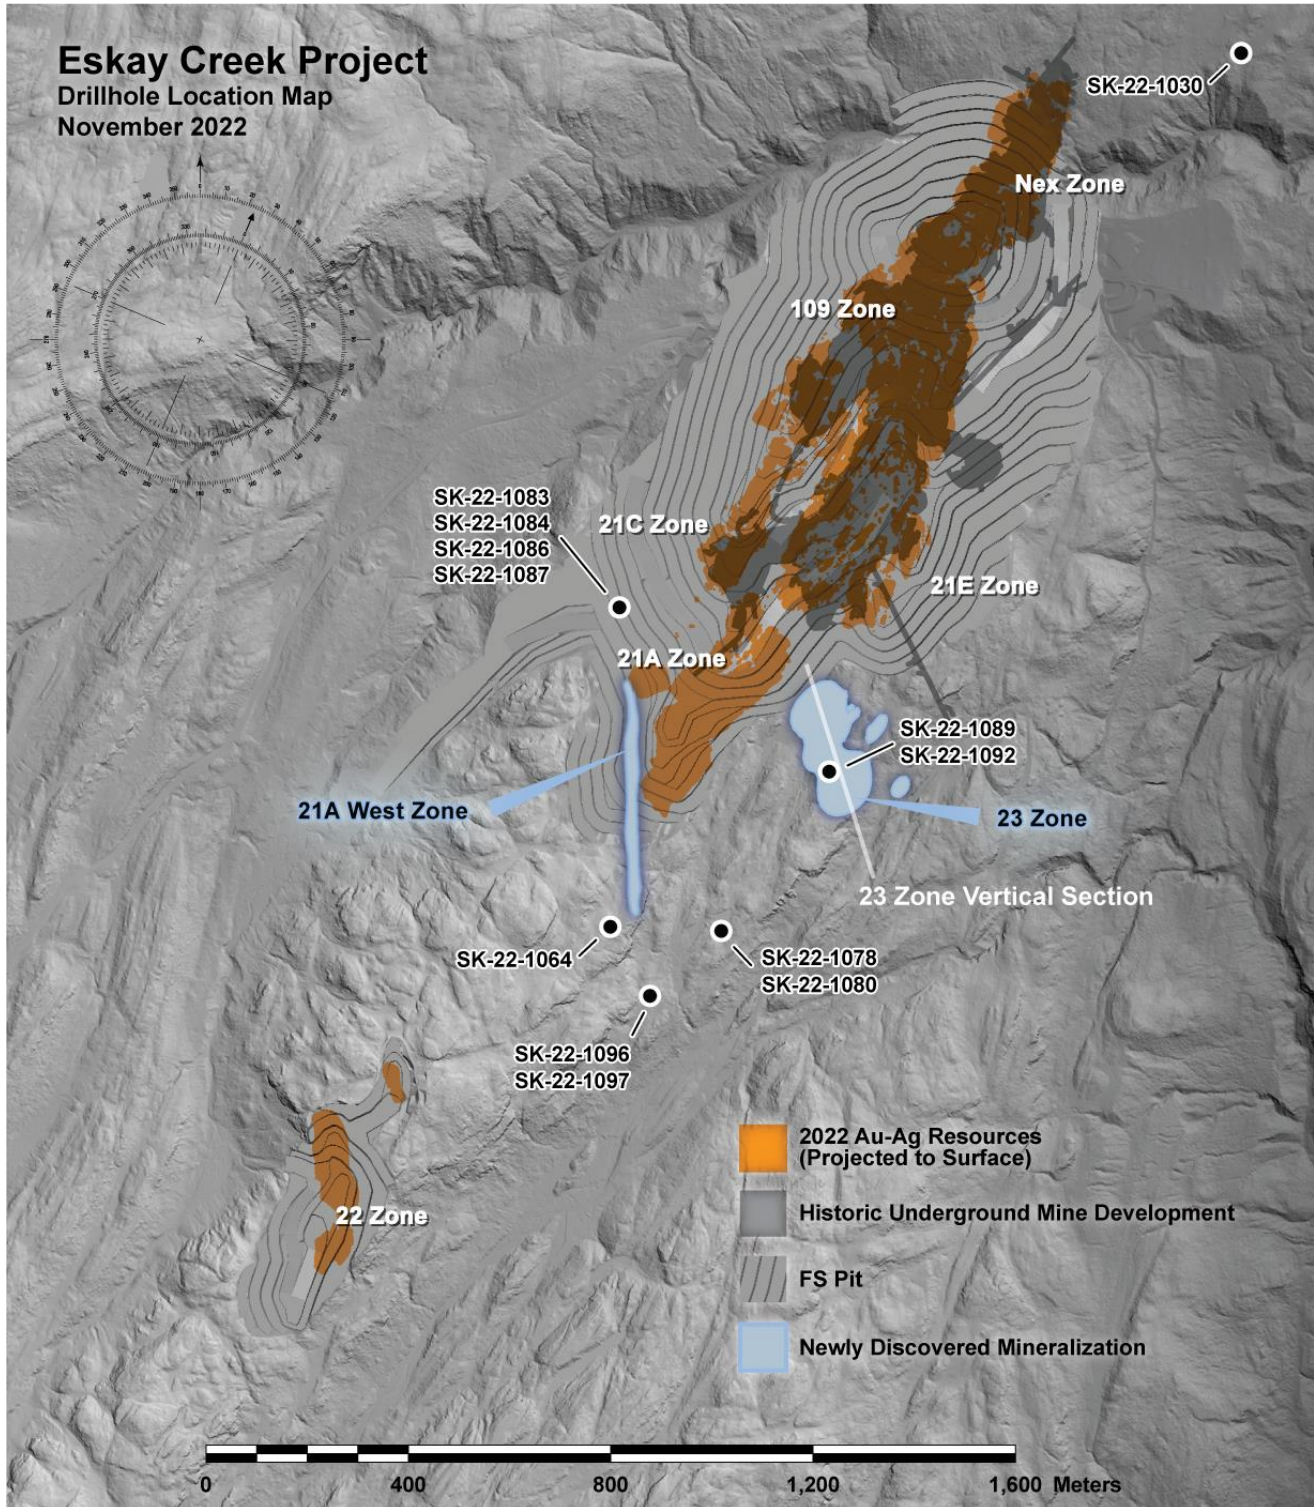 Eskay Creek Project
Drillhole Location Map
November 2022
SK-22-1030
Nex Zone
109 Zone
SK-22-1083
SK-22-1084
SK-22-1086
SK-22-1087
21C Zone
21E Zone
21A Zone
SK-22-1089
SK-22-1092
21A West Zone
23 Zone
23 Zone Vertical Section
SK-22-1064
SK-22-1078
SK-22-1080
SK-22-1096
SK-22-1097
22 Zone
2022 Au-Ag Resources
(Projected to Surface)
Historic Underground Mine Development
FS Pit
Newly Discovered Mineralization
0 400 800 1,200 1,600 Meters